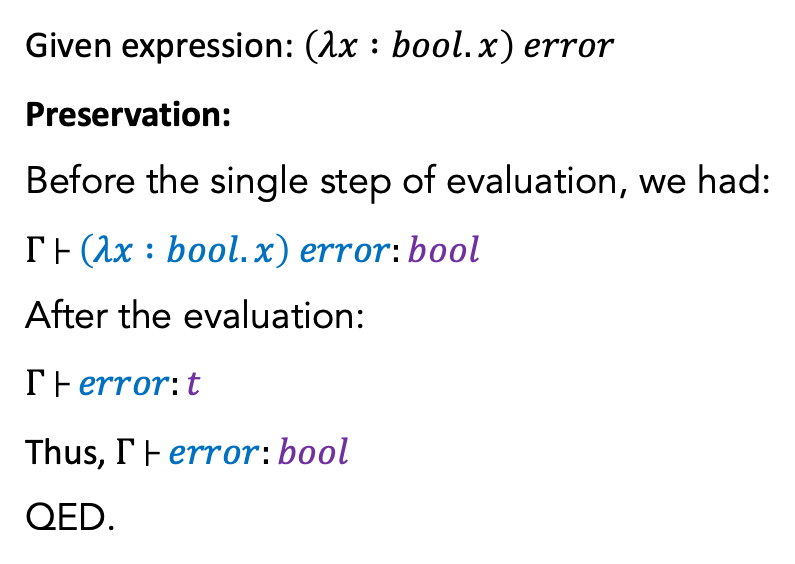 Given expression: (λx : bool. x) error
Preservation:
Before the single step of evaluation, we had:
Γ ⊢ (λx : bool. x) error: bool
After the evaluation:
Γ ⊢ error: t
Thus, Γ ⊢ error: bool
QED.